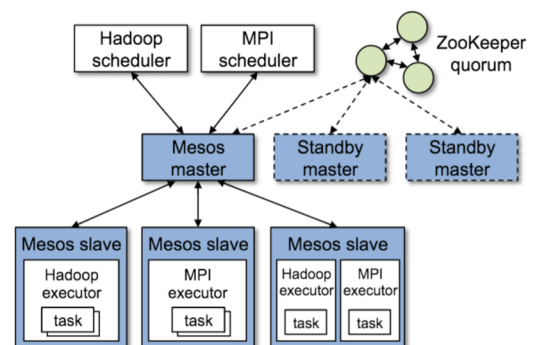 Hadoop
scheduler
MPI
scheduler
ZooKeeper
quorum
Mesos
master
Standby
master
Standby
master
Mesos slave
Hadoop
executor
task
Mesos slave
MPI
executor
task
Mesos slave
Hadoop
executor
task
MPI
executor
task